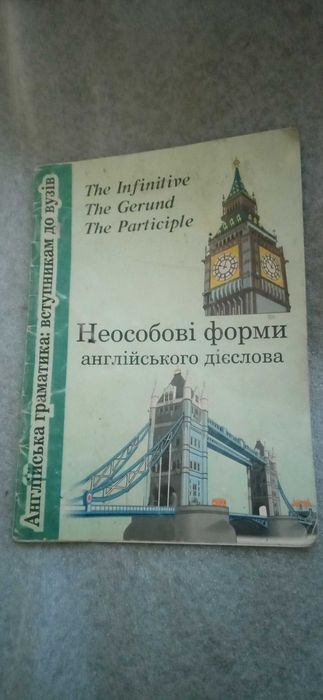 Англійська граматика: вступникам до вузів
The Infinitive
The Gerund
The Participle
Неособові форми
англійського дієслова